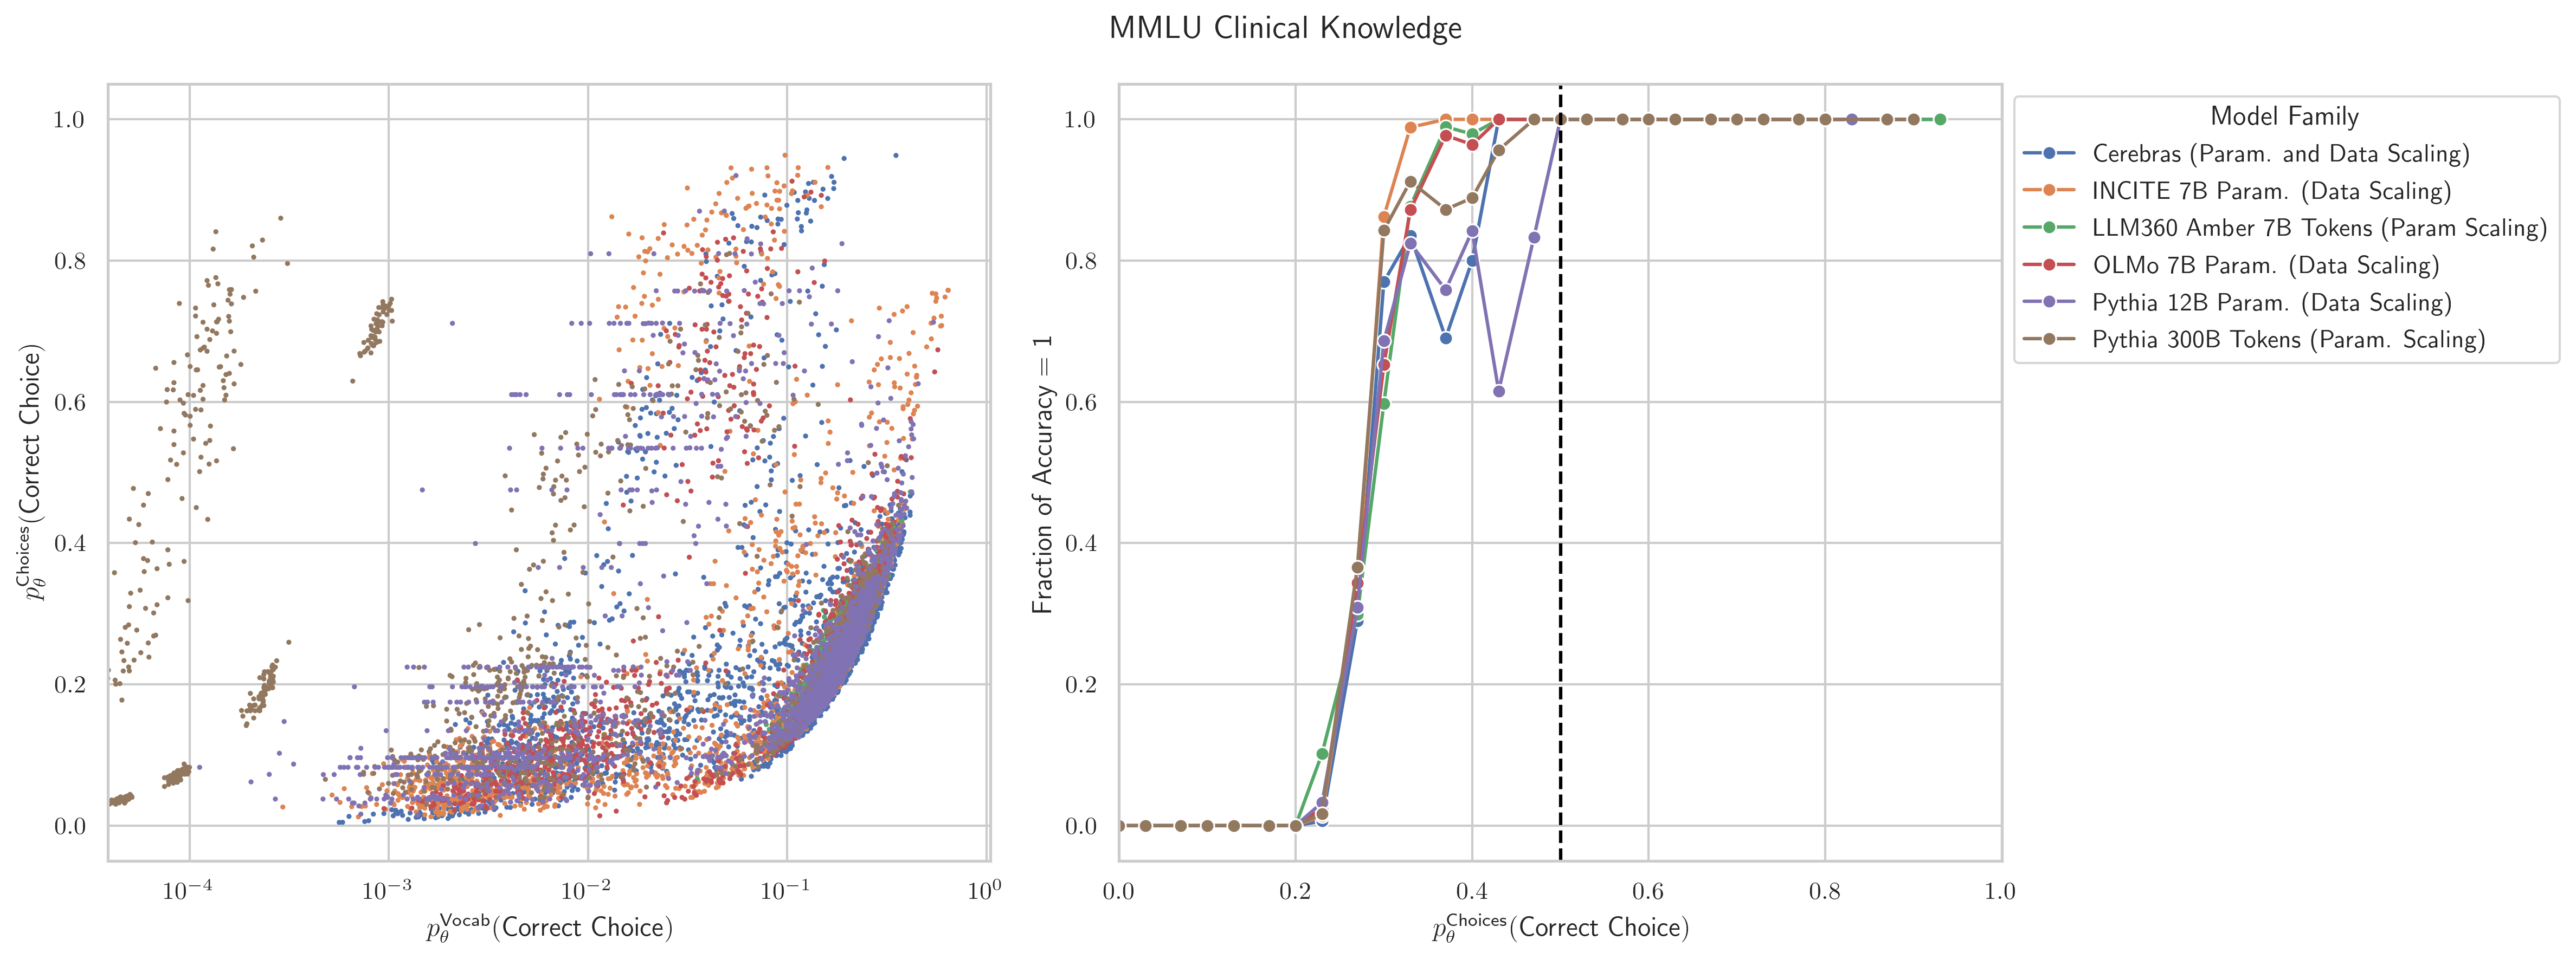 MMLU Clinical Knowledge
1.0
0.8
0.6
0.4
0.2
0.0
10⁻⁴ 10⁻³ 10⁻² 10⁻¹ 10⁰
p_θ^Vocab(Correct Choice)
p_θ^Choices(Correct Choice)
1.0
0.8
0.6
0.4
0.2
0.0
0.0 0.2 0.4 0.6 0.8 1.0
p_θ^Choices(Correct Choice)
Fraction of Accuracy = 1
Model Family
Cerebras (Param. and Data Scaling)
INCITE 7B Param. (Data Scaling)
LLM360 Amber 7B Tokens (Param Scaling)
OLMo 7B Param. (Data Scaling)
Pythia 12B Param. (Data Scaling)
Pythia 300B Tokens (Param. Scaling)